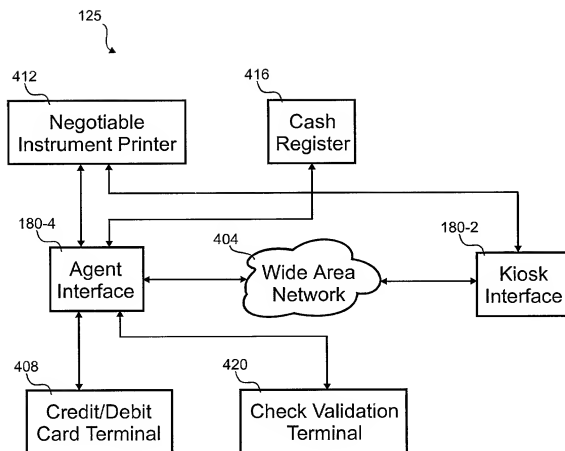 125
412
Negotiable
Instrument Printer
416
Cash
Register
180-4
Agent
Interface
404
Wide Area
Network
180-2
Kiosk
Interface
408
Credit/Debit
Card Terminal
420
Check Validation
Terminal